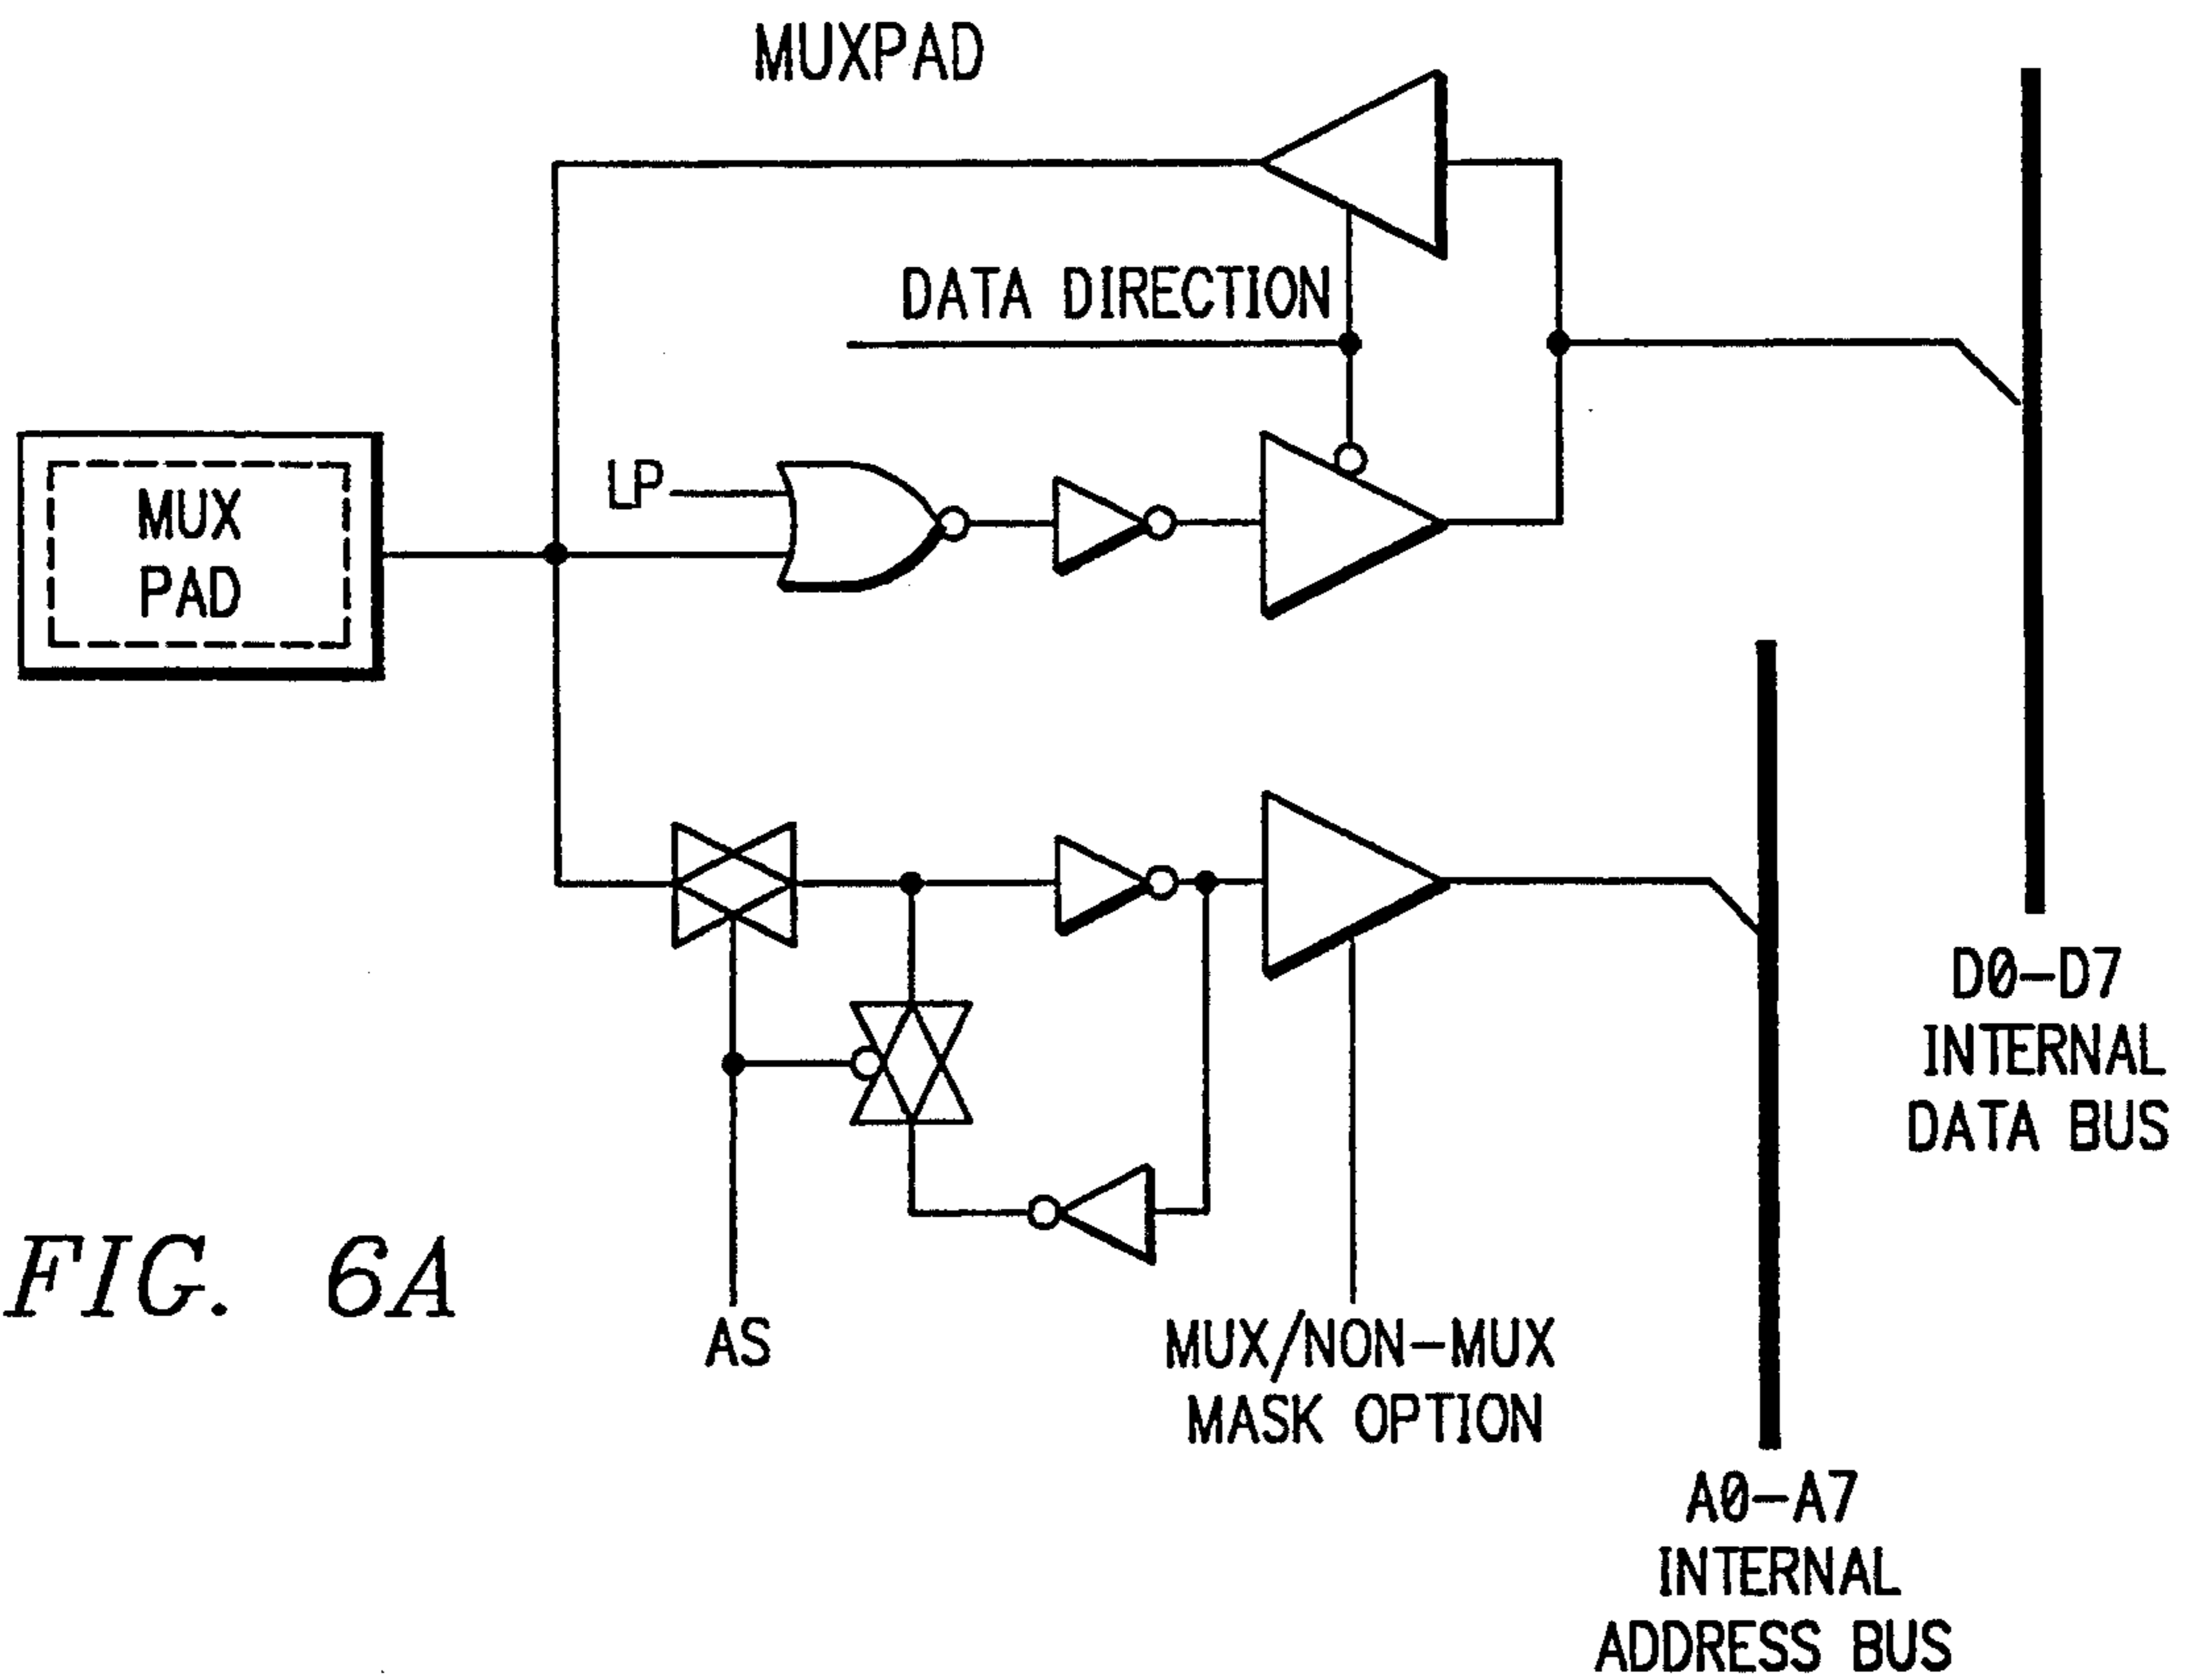 MUXPAD
DATA DIRECTION
LP
MUX
PAD
D0-D7
INTERNAL
DATA BUS
FIG. 6A
AS
MUX/NON-MUX
MASK OPTION
A0-A7
INTERNAL
ADDRESS BUS